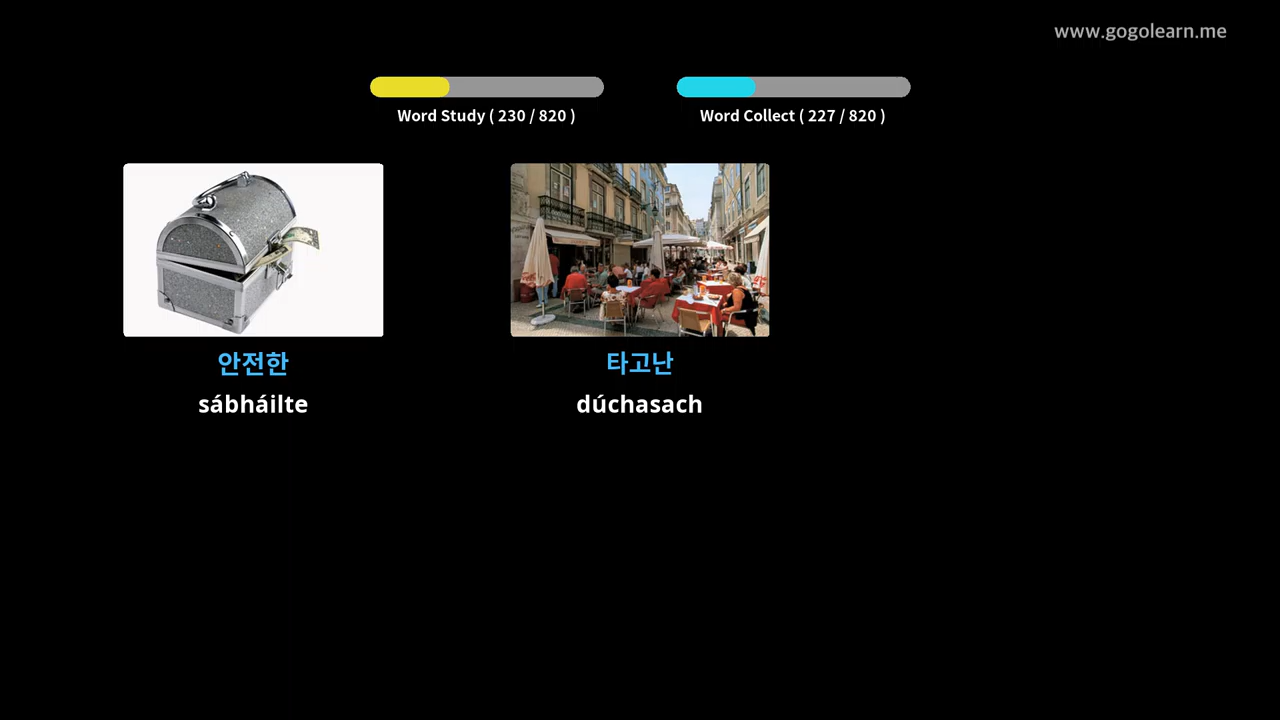 www.gogolearn.me
Word Study ( 230 / 820 )
Word Collect ( 227 / 820 )
안전한
sábháilte
타고난
dúchasach